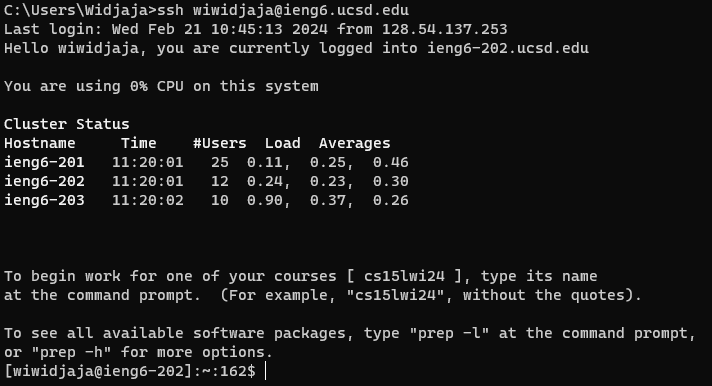 C:\Users\Widjaja>ssh wiwidjaja@ieng6.ucsd.edu
Last login: Wed Feb 21 10:45:13 2024 from 128.54.137.253
Hello wiwidjaja, you are currently logged into ieng6-202.ucsd.edu
You are using 0% CPU on this system
Cluster Status
Hostname     Time    #Users  Load  Averages
ieng6-201   11:20:01   25  0.11,  0.25,  0.46
ieng6-202   11:20:01   12  0.24,  0.23,  0.30
ieng6-203   11:20:02   10  0.90,  0.37,  0.26
To begin work for one of your courses [ cs15lwi24 ], type its name
at the command prompt.  (For example, "cs15lwi24", without the quotes).
To see all available software packages, type "prep -l" at the command prompt,
or "prep -h" for more options.
[wiwidjaja@ieng6-202]:~:162$